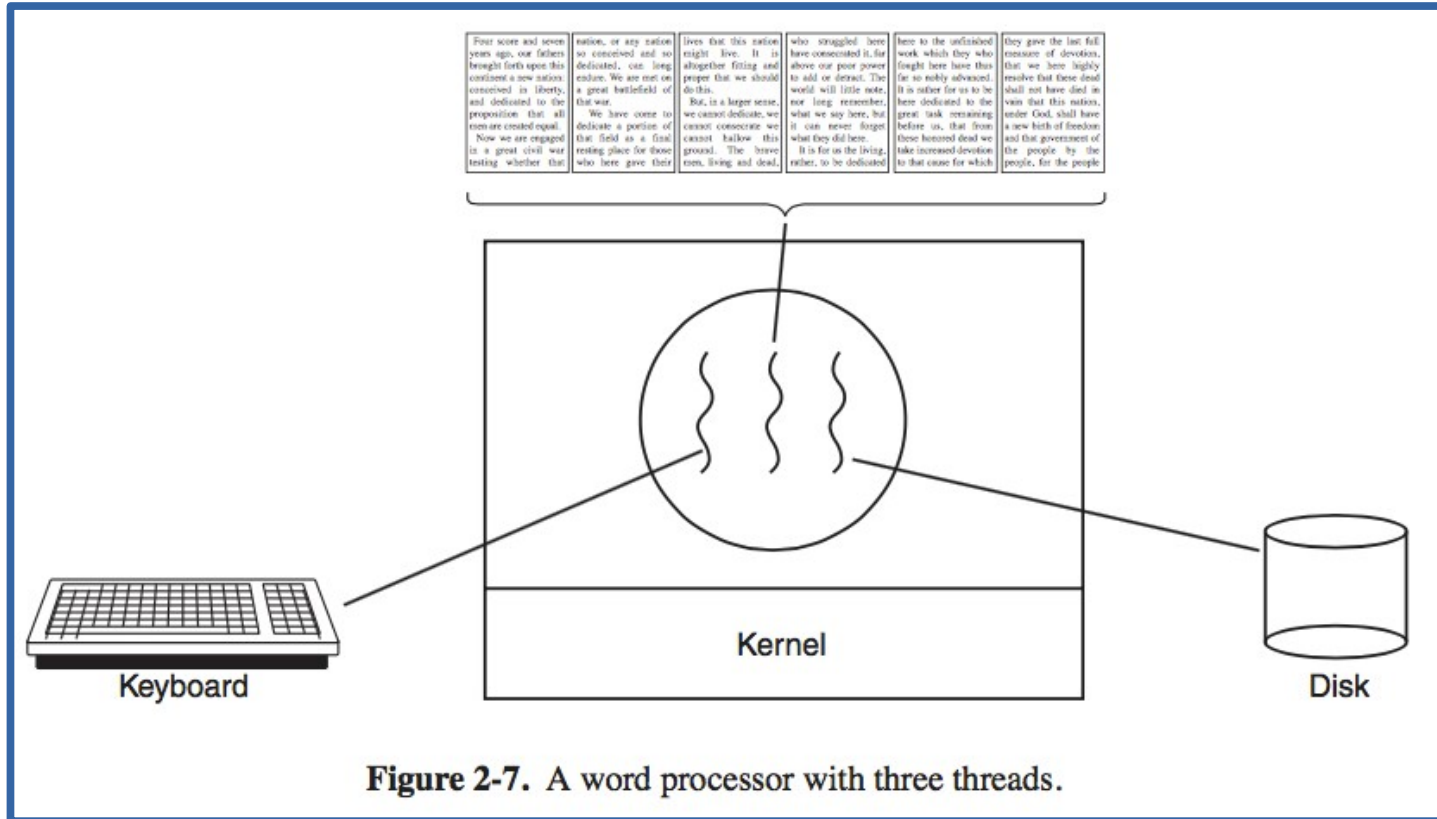 Four score and seven
years ago, our fathers
brought forth upon this
continent a new nation:
conceived in liberty,
and dedicated to the
proposition that all
men are created equal.
Now we are engaged
in a great civil war
testing whether that
nation, or any nation
so conceived and so
dedicated, can long
endure. We are met on
a great battlefield of
that war.
We have come to
dedicate a portion of
that field as a final
resting place for those
who here gave their
lives that this nation
might live. It is
altogether fitting and
proper that we should
do this.
But, in a larger sense,
we cannot dedicate, we
cannot consecrate we
cannot hallow this
ground. The brave
men, living and dead,
who struggled here
have consecrated it, far
above our poor power
to add or detract. The
world will little note,
nor long remember,
what we say here, but
it can never forget
what they did here.
It is for us the living,
rather, to be dedicated
here to the unfinished
work which they who
fought here have thus
far so nobly advanced.
It is rather for us to be
here dedicated to the
great task remaining
before us, that from
these honored dead we
take increased devotion
to that cause for which
they gave the last full
measure of devotion,
that we here highly
resolve that these dead
shall not have died in
vain that this nation,
under God, shall have
a new birth of freedom
and that government of
the people by the
people, for the people
Kernel
Keyboard
Disk
Figure 2-7. A word processor with three threads.